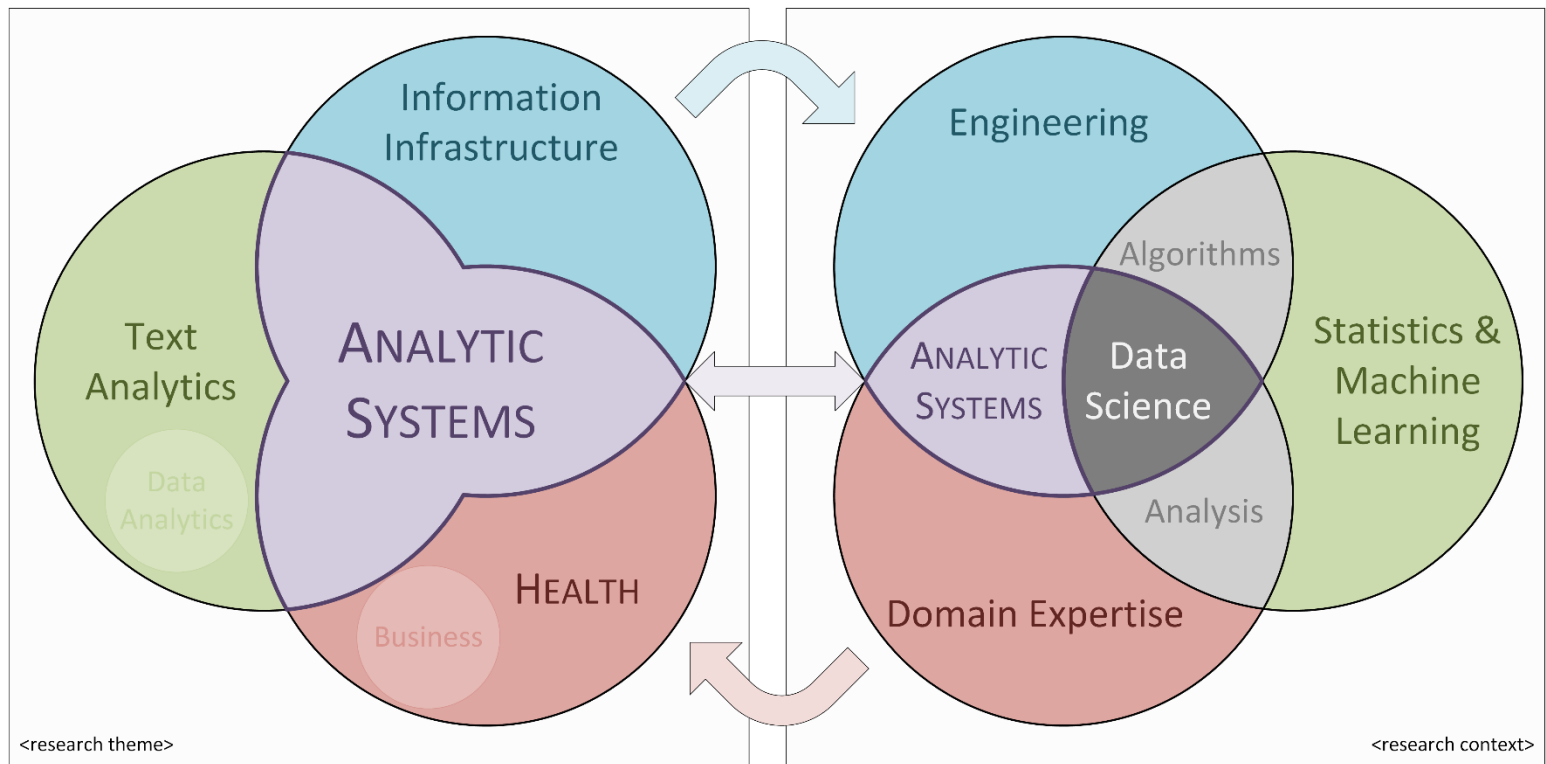 Information
Infrastructure
Text
Analytics
ANALYTIC
SYSTEMS
Data
Analytics
HEALTH
Business
<research theme>
Engineering
Algorithms
Statistics &
Machine
Learning
ANALYTIC
SYSTEMS
Data
Science
Analysis
Domain Expertise
<research context>